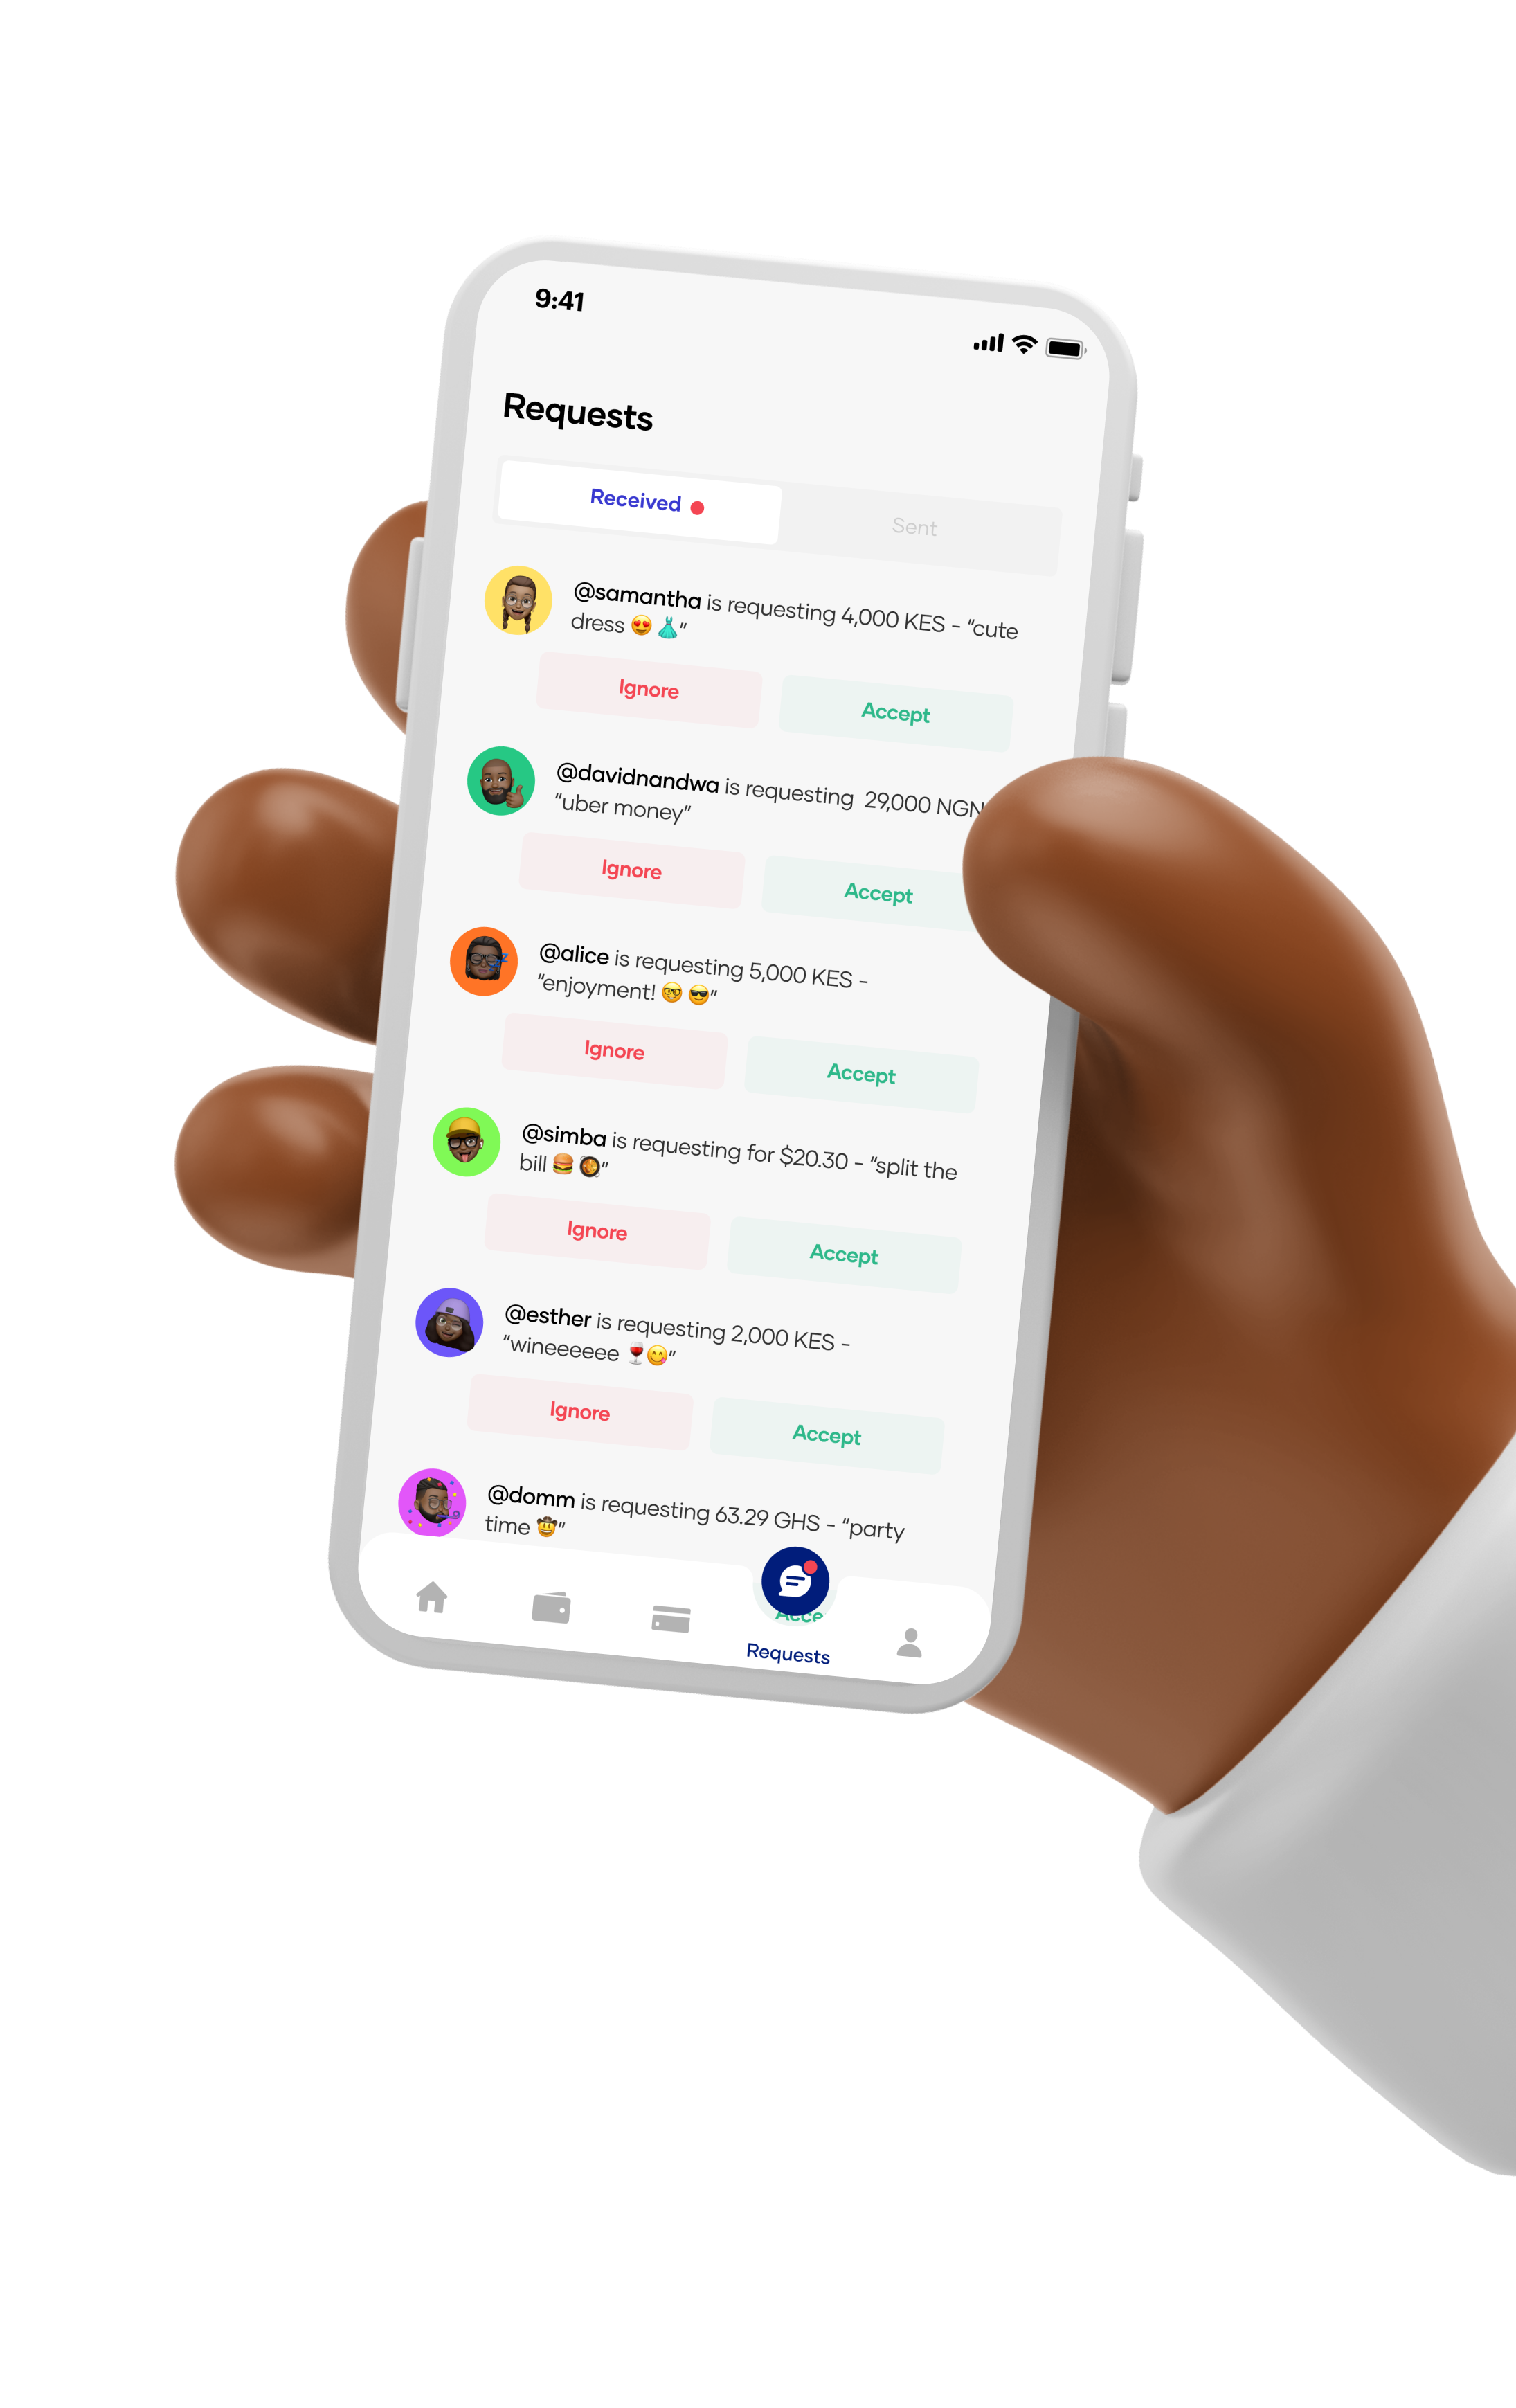 9:41
Requests
Received
Sent
@samantha is requesting 4,000 KES - “cute
dress 😍 👗”
Ignore
Accept
@davidnandwa is requesting  29,000 NGN
“uber money”
Ignore
Accept
@alice is requesting 5,000 KES -
“enjoyment! 🤓 😎”
Ignore
Accept
@simba is requesting for $20.30 - “split the
bill 🍔 🥘”
Ignore
Accept
@esther is requesting 2,000 KES -
“wineeeeee 🍷😋”
Ignore
Accept
@domm is requesting 63.29 GHS - “party
time 🤠”
Acce
Requests